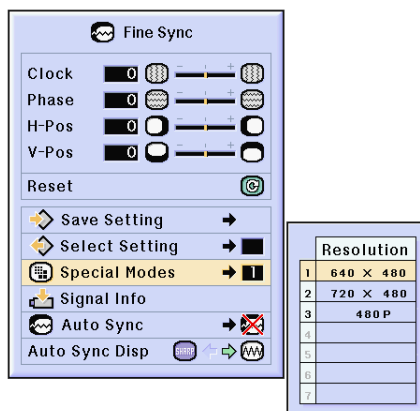 Fine Sync
Clock 0
Phase 0
H-Pos 0
V-Pos 0
Reset
Save Setting
Select Setting
Special Modes 1
Signal Info
Auto Sync
Auto Sync Disp SHARP
Resolution
1 640 × 480
2 720 × 480
3 480P
4
5
6
7